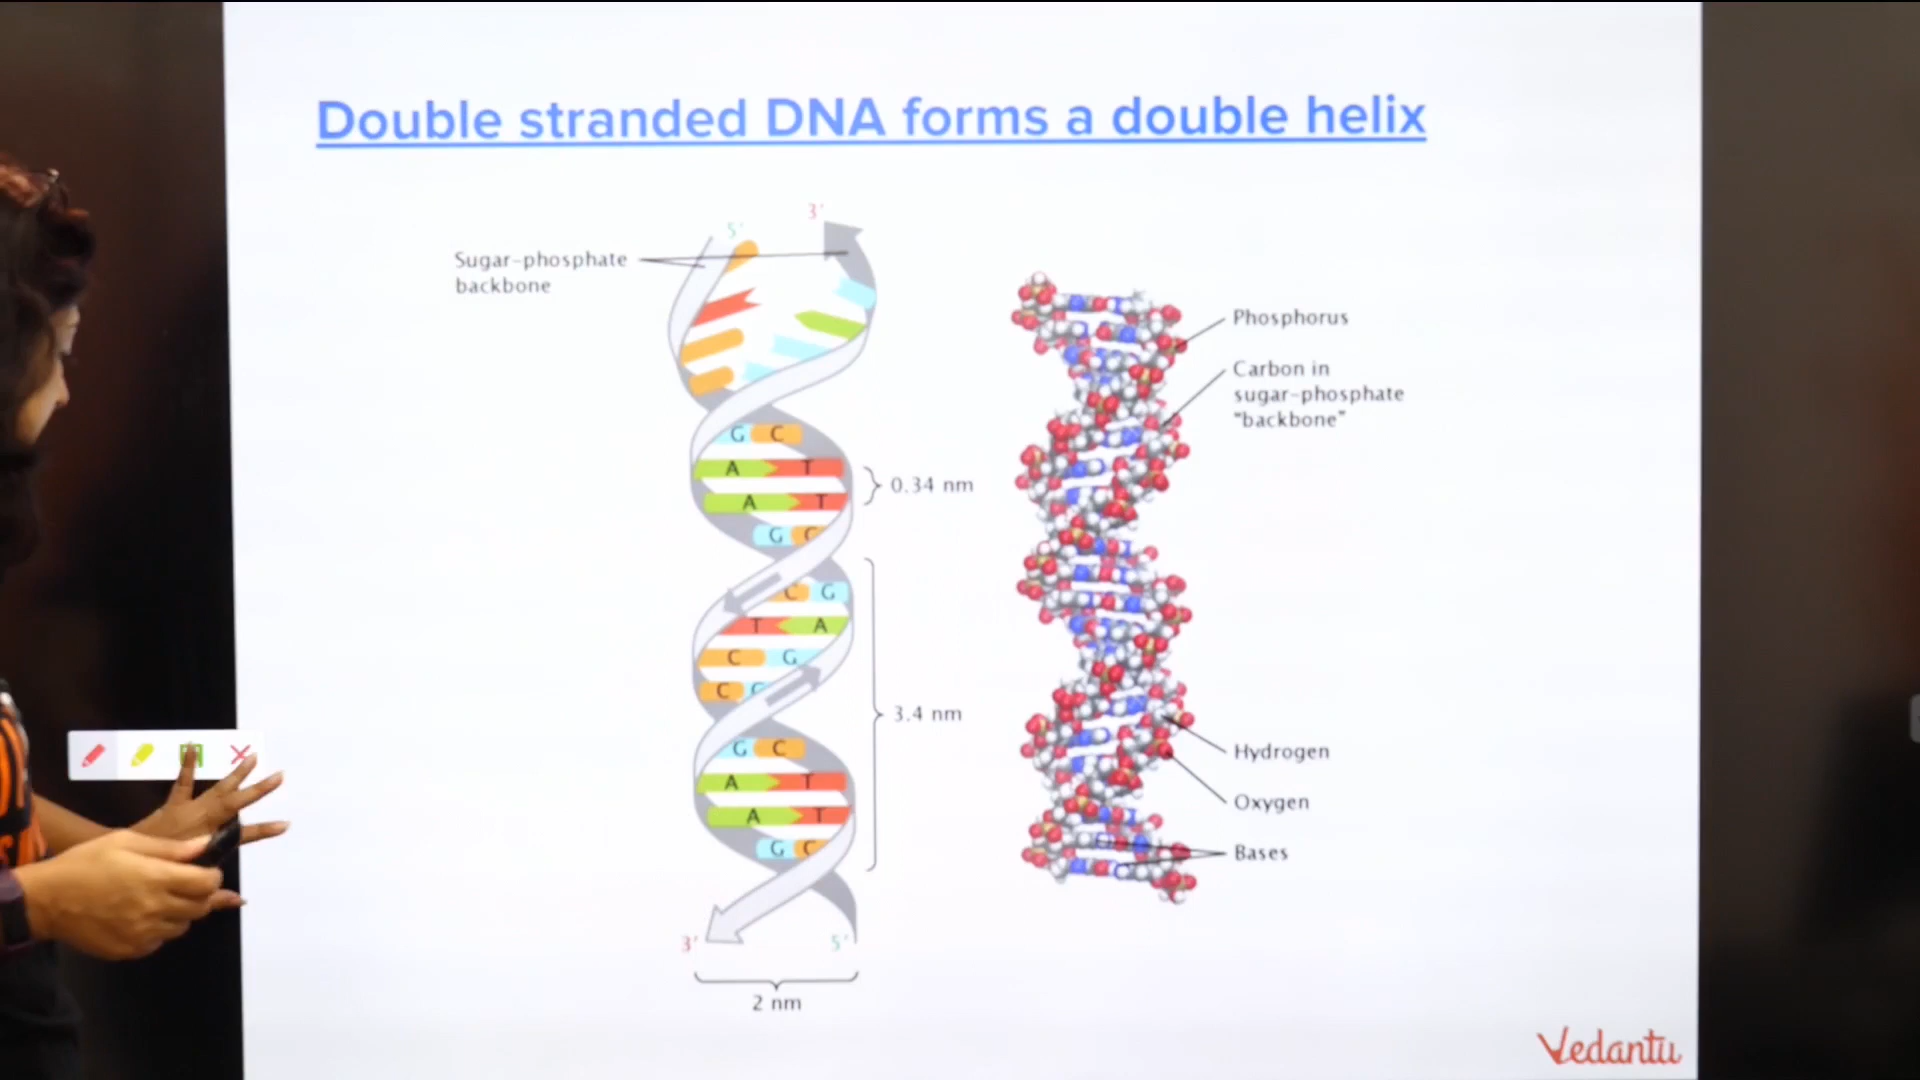 Double stranded DNA forms a double helix
3'
5'
Sugar-phosphate
backbone
G C
A T
A T
G C
0.34 nm
C G
T A
C G
C G
3.4 nm
G C
A T
A T
G C
3'
5'
2 nm
Phosphorus
Carbon in
sugar-phosphate
"backbone"
Hydrogen
Oxygen
Bases
Vedantu